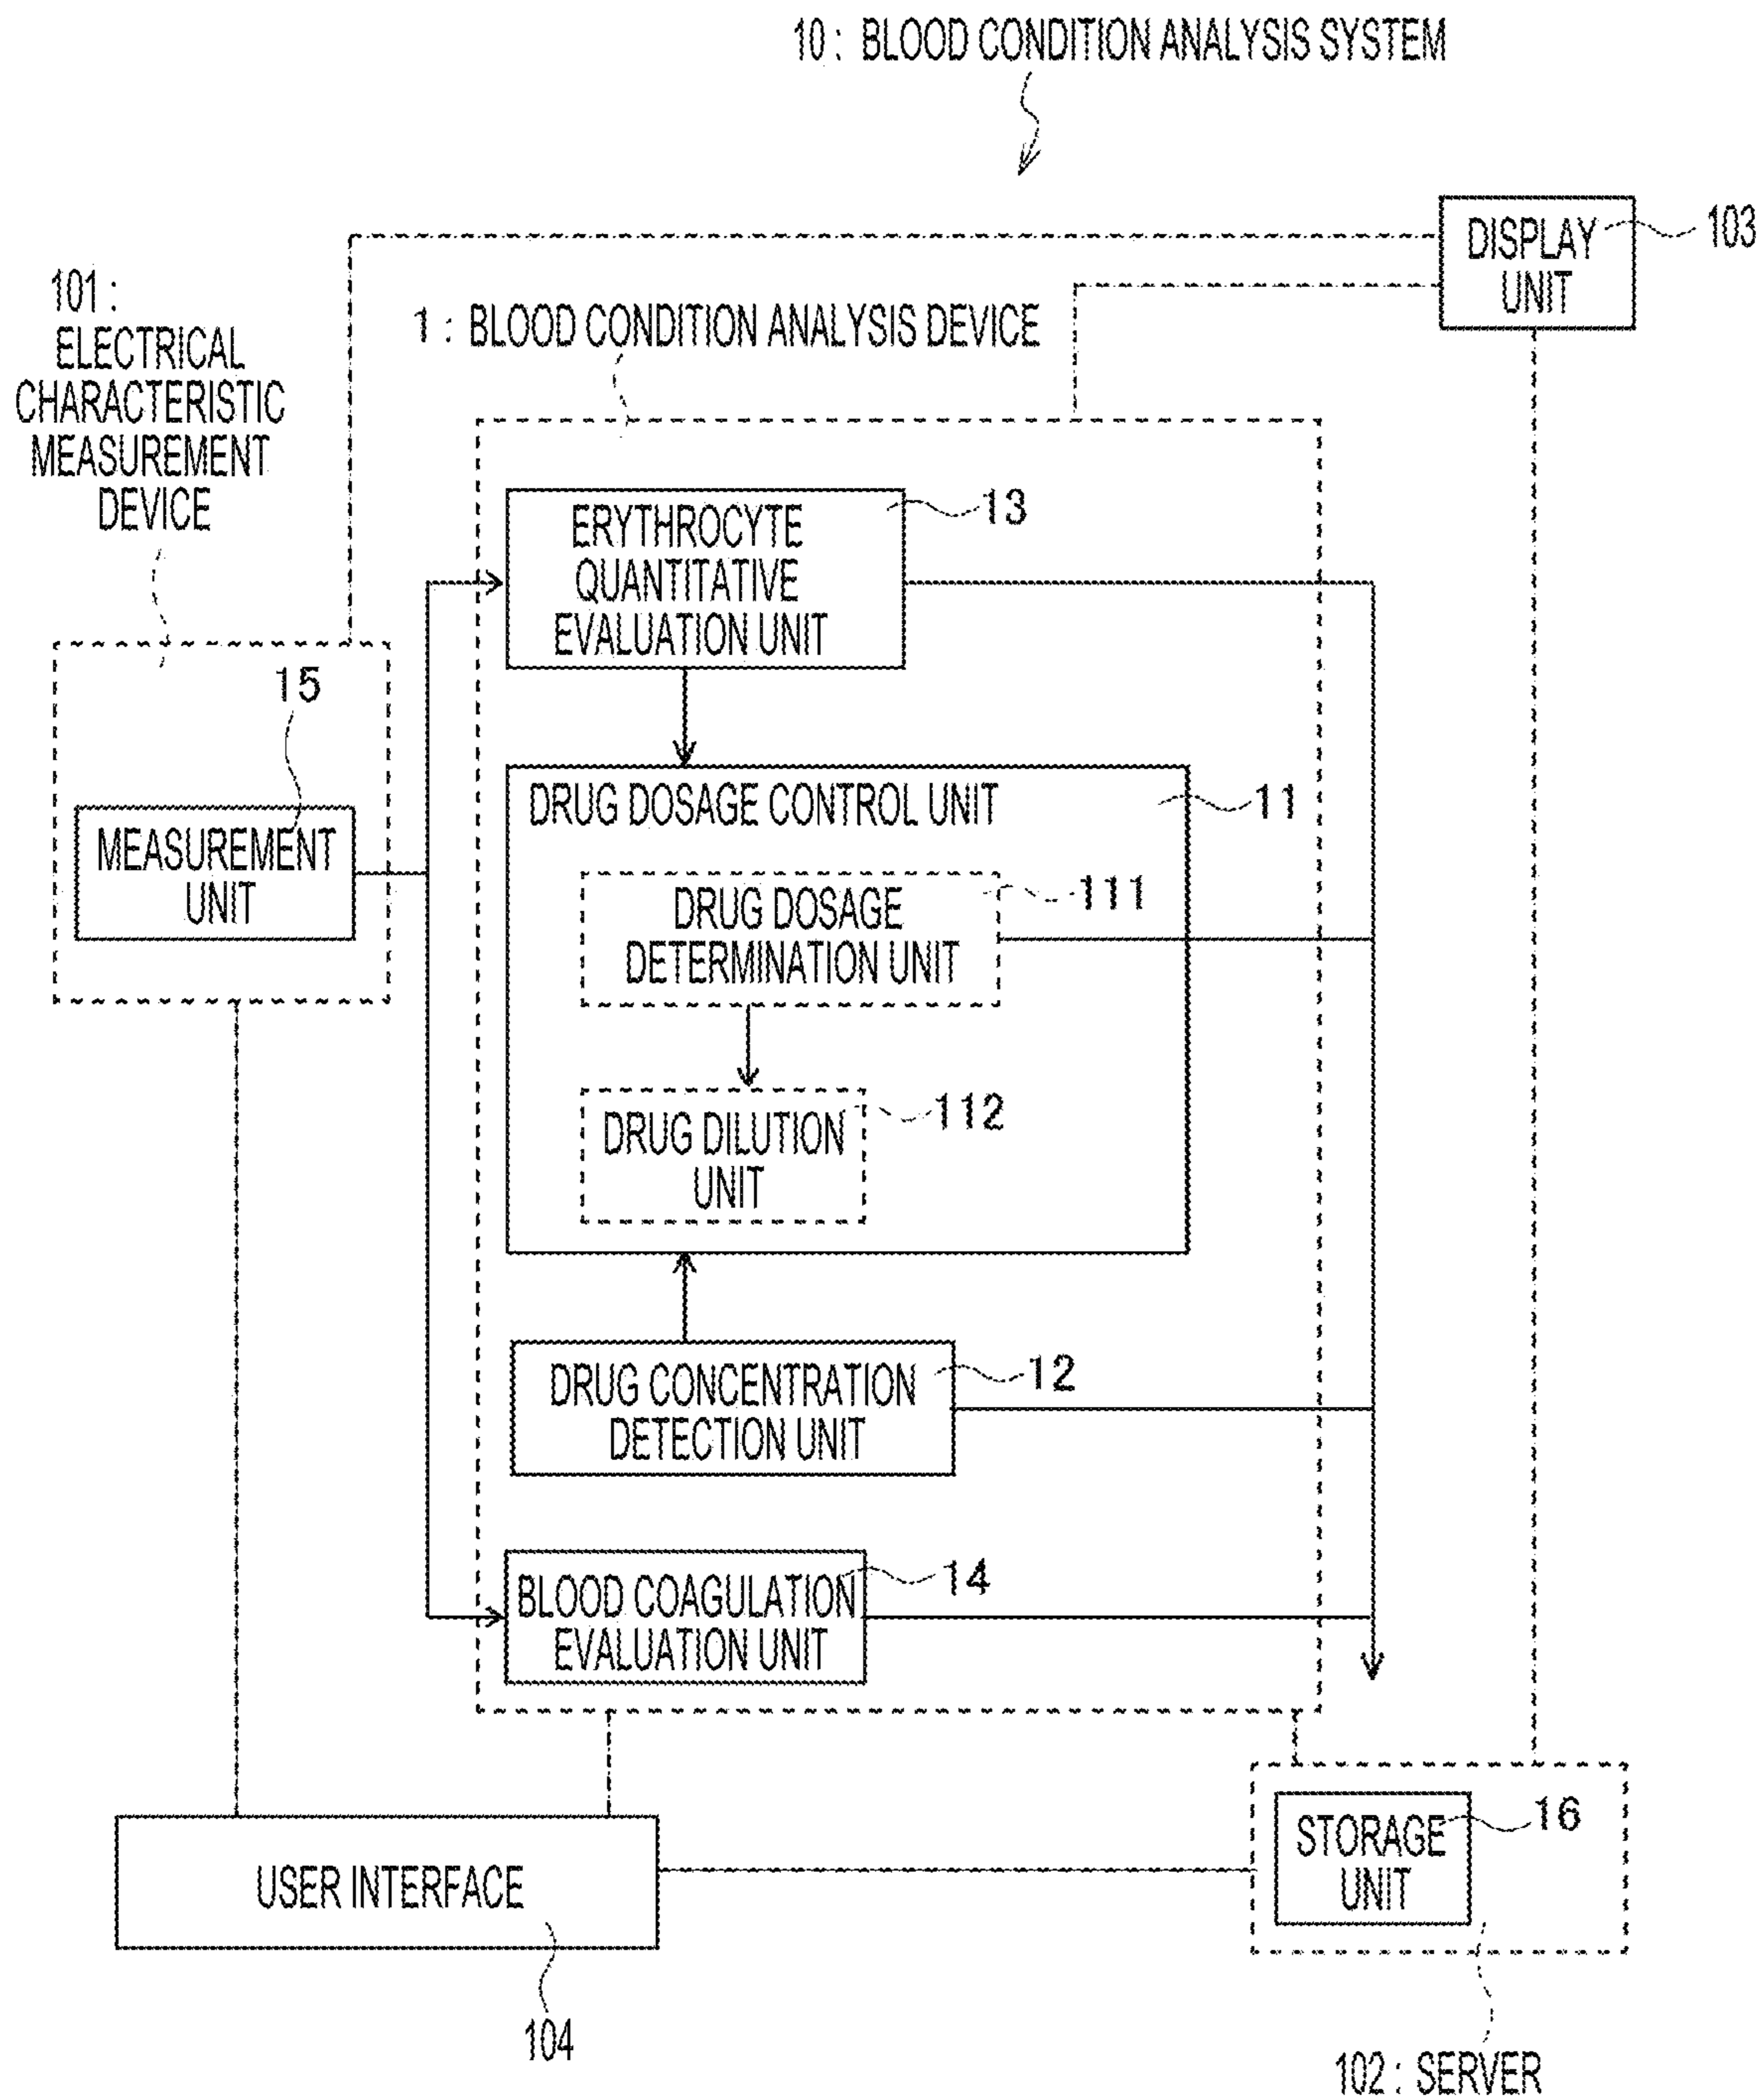 10 : BLOOD CONDITION ANALYSIS SYSTEM
DISPLAY
UNIT
103
101 :
ELECTRICAL
CHARACTERISTIC
MEASUREMENT
DEVICE
1 : BLOOD CONDITION ANALYSIS DEVICE
ERYTHROCYTE
QUANTITATIVE
EVALUATION UNIT
13
15
MEASUREMENT
UNIT
DRUG DOSAGE CONTROL UNIT
11
DRUG DOSAGE
DETERMINATION UNIT
111
DRUG DILUTION
UNIT
112
DRUG CONCENTRATION
DETECTION UNIT
12
BLOOD COAGULATION
EVALUATION UNIT
14
USER INTERFACE
104
STORAGE
UNIT
16
102 : SERVER